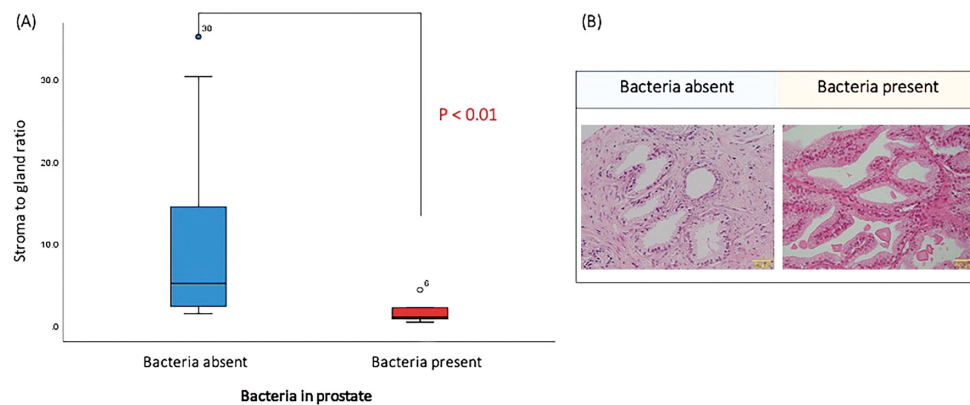 (A)
30
30.0
20.0
10.0
.0
Stroma to gland ratio
P < 0.01
6
Bacteria absent
Bacteria present
Bacteria in prostate
(B)
Bacteria absent
Bacteria present